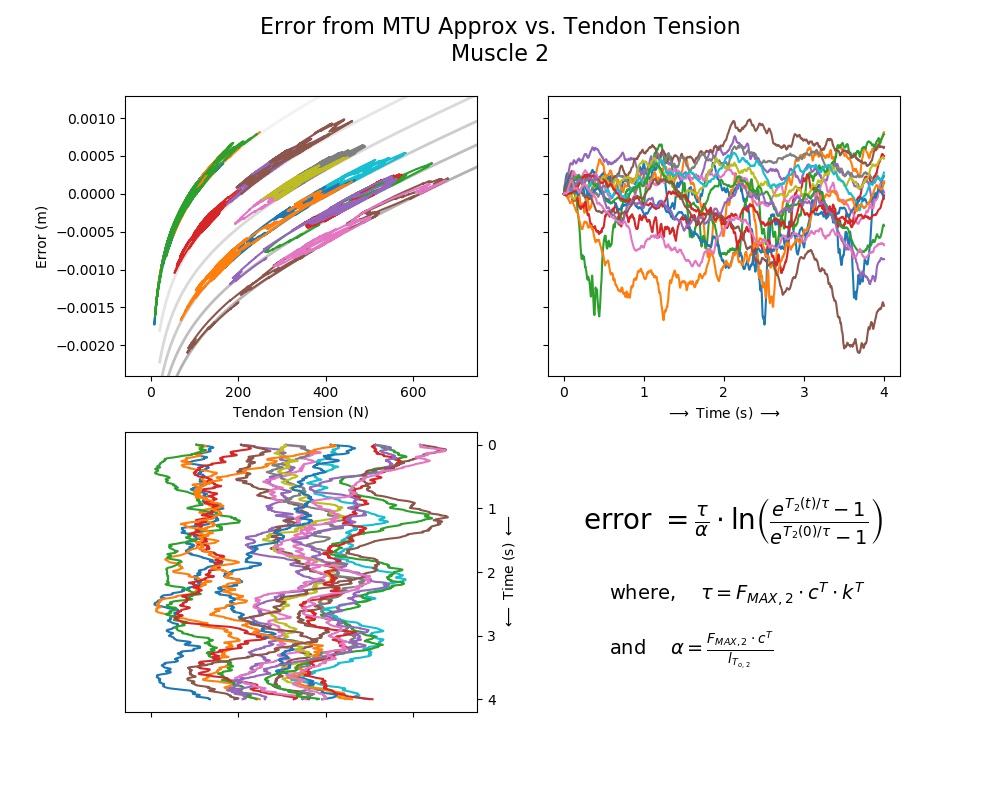 Error from MTU Approx vs. Tendon Tension
Muscle 2
0.0010
0.0005
0.0000
−0.0005
−0.0010
−0.0015
−0.0020
Error (m)
0 200 400 600
Tendon Tension (N)
0 1 2 3 4
⟶ Time (s) ⟶
0
1
2
3
4
⟵ Time (s) ⟵
error = τ/α · ln((e^{T_2(t)/τ} − 1)/(e^{T_2(0)/τ} − 1))
where, τ = F_{MAX,2} · c^T · k^T
and α = (F_{MAX,2} · c^T)/l_{T_{o,2}}